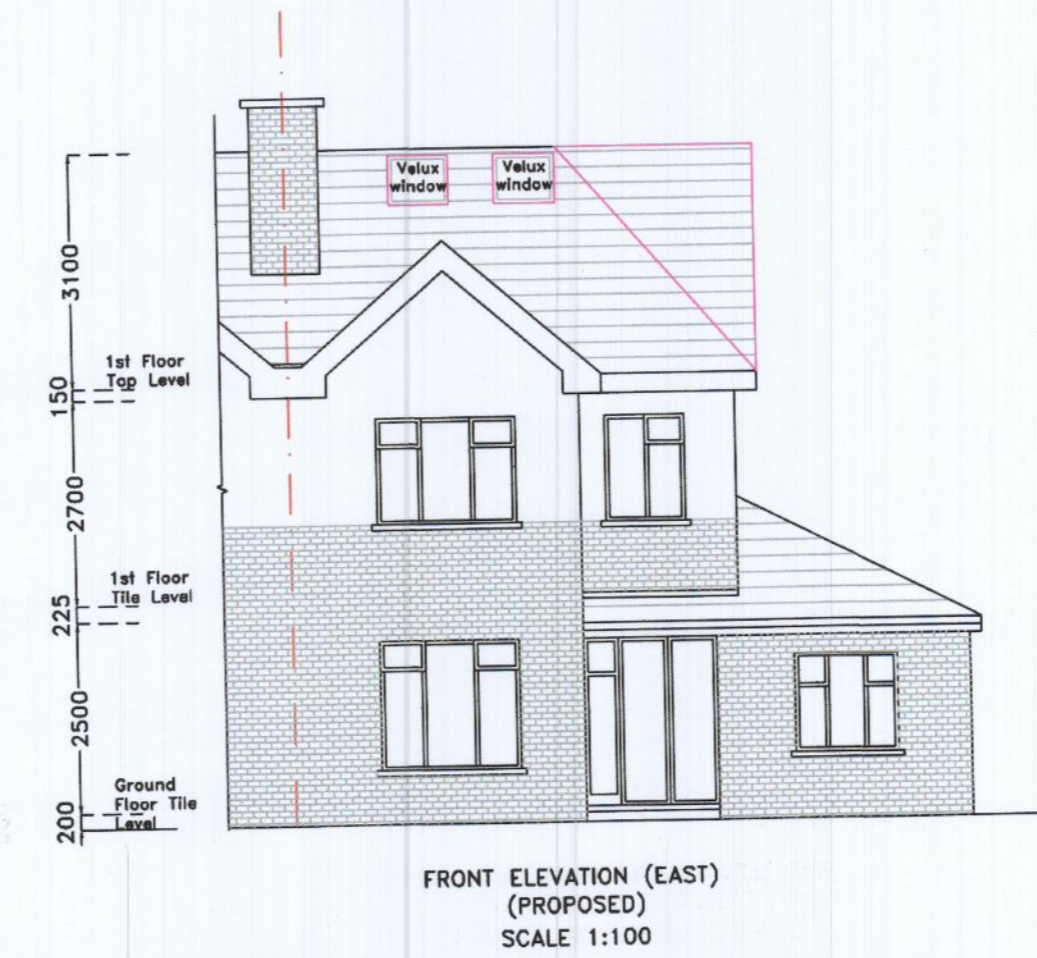 Velux
window
Velux
window
3100
1st Floor
Top Level
150
2700
1st Floor
Tile Level
225
2500
Ground
Floor Tile
Level
200
FRONT ELEVATION (EAST)
(PROPOSED)
SCALE 1:100